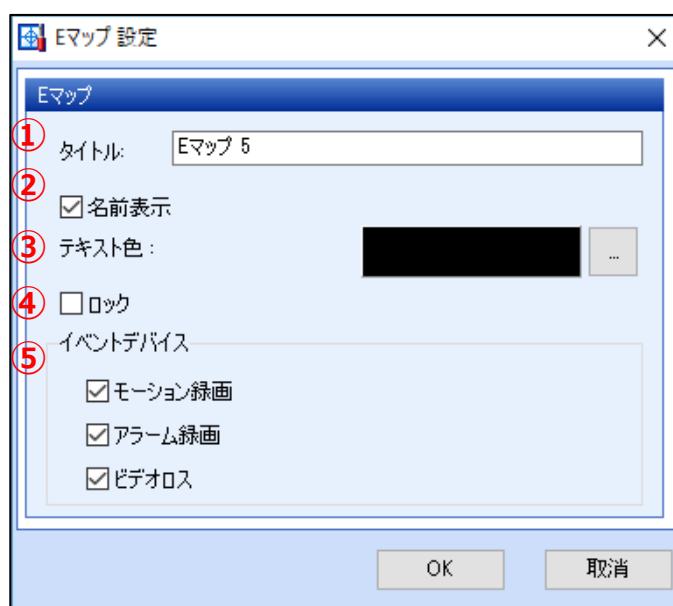 Eマップ 設定
Eマップ
① タイトル: Eマップ 5
② 名前表示
③ テキスト色 : ...
④ ロック
⑤ イベントデバイス
モーション録画
アラーム録画
ビデオロス
OK 取消